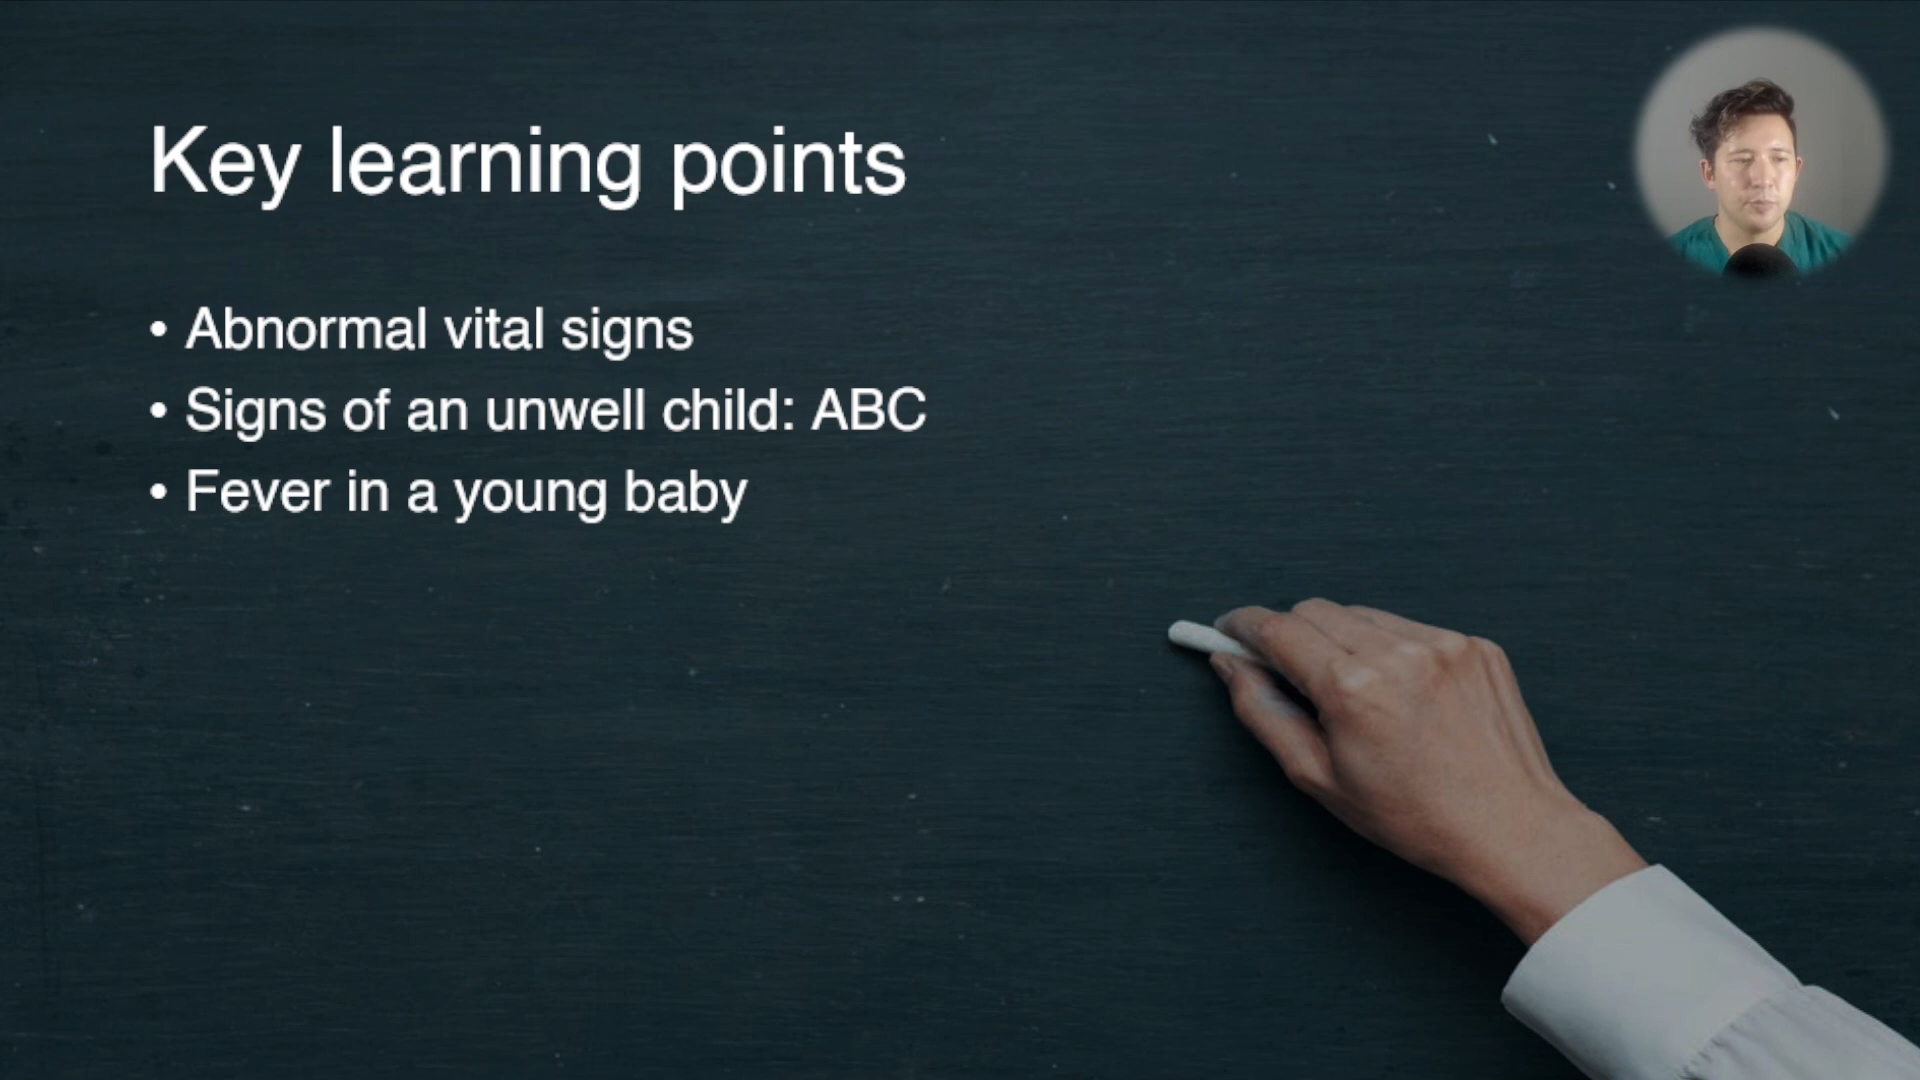 Key learning points
• Abnormal vital signs
• Signs of an unwell child: ABC
• Fever in a young baby